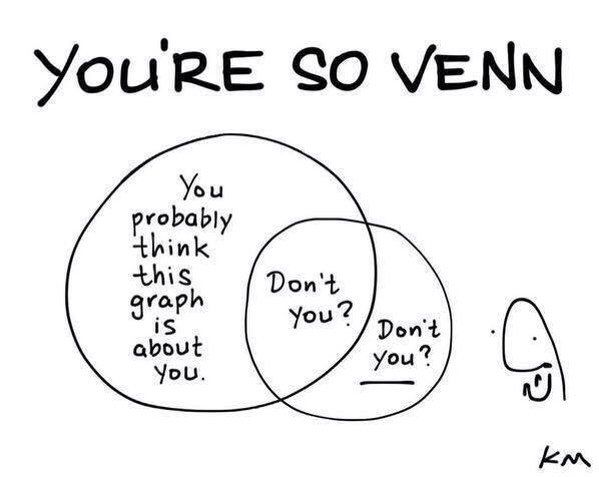 YOU'RE SO VENN
You
probably
think
this
graph
is
about
you.
Don't
you?
Don't
you?
KM